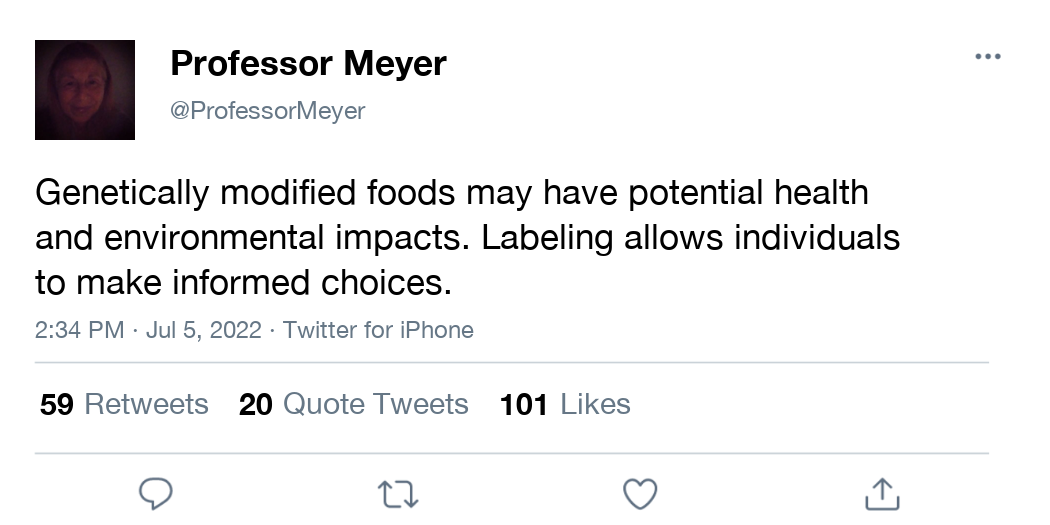 Professor Meyer
@ProfessorMeyer
Genetically modified foods may have potential health
and environmental impacts. Labeling allows individuals
to make informed choices.
2:34 PM · Jul 5, 2022 · Twitter for iPhone
59 Retweets 20 Quote Tweets 101 Likes